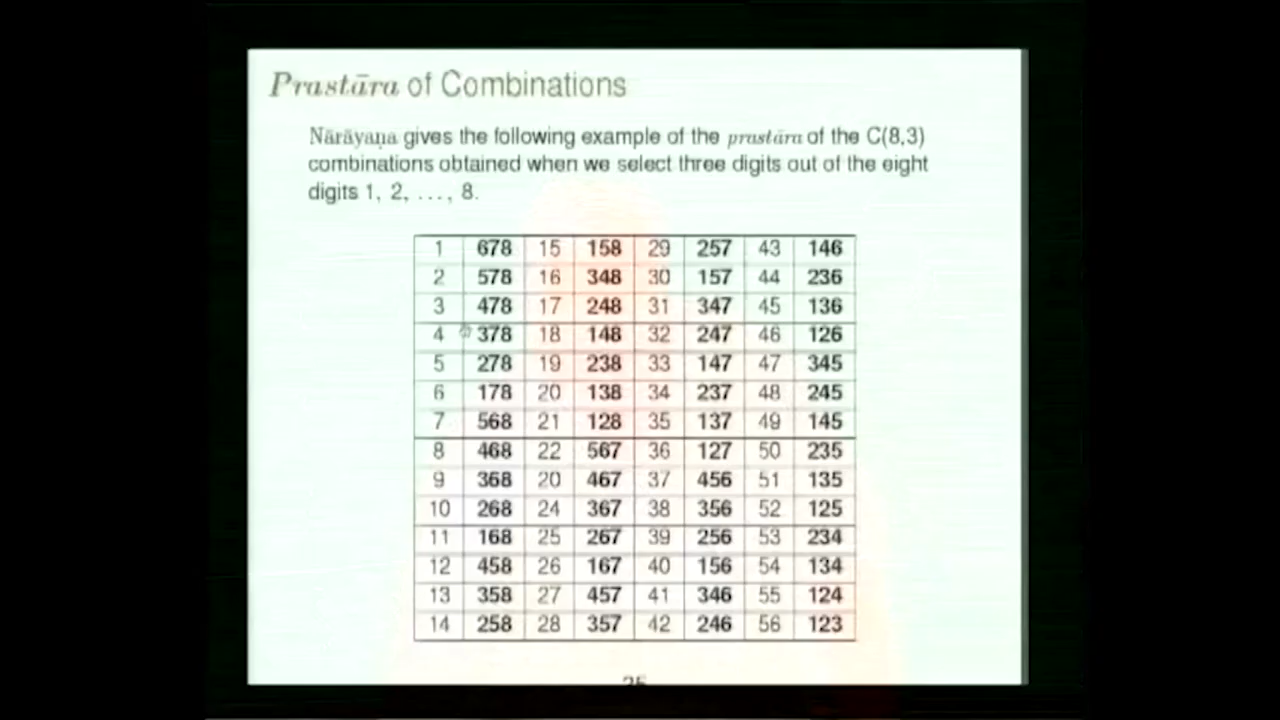 Prastāra of Combinations
Nārāyaṇa gives the following example of the prastāra of the C(8,3)
combinations obtained when we select three digits out of the eight
digits 1, 2, ..., 8.
1 678 15 158 29 257 43 146
2 578 16 348 30 157 44 236
3 478 17 248 31 347 45 136
4 378 18 148 32 247 46 126
5 278 19 238 33 147 47 345
6 178 20 138 34 237 48 245
7 568 21 128 35 137 49 145
8 468 22 567 36 127 50 235
9 368 20 467 37 456 51 135
10 268 24 367 38 356 52 125
11 168 25 267 39 256 53 234
12 458 26 167 40 156 54 134
13 358 27 457 41 346 55 124
14 258 28 357 42 246 56 123